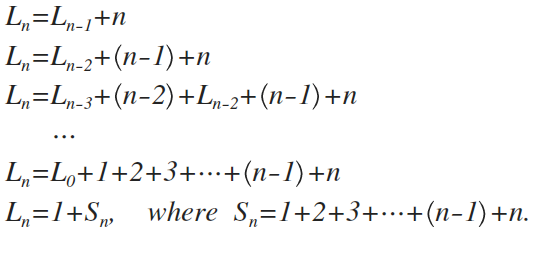 Lₙ=Lₙ₋₁+n
Lₙ=Lₙ₋₂+(n-1)+n
Lₙ=Lₙ₋₃+(n-2)+Lₙ₋₂+(n-1)+n
...
Lₙ=L₀+1+2+3+···+(n-1)+n
Lₙ=1+Sₙ, where Sₙ=1+2+3+···+(n-1)+n.